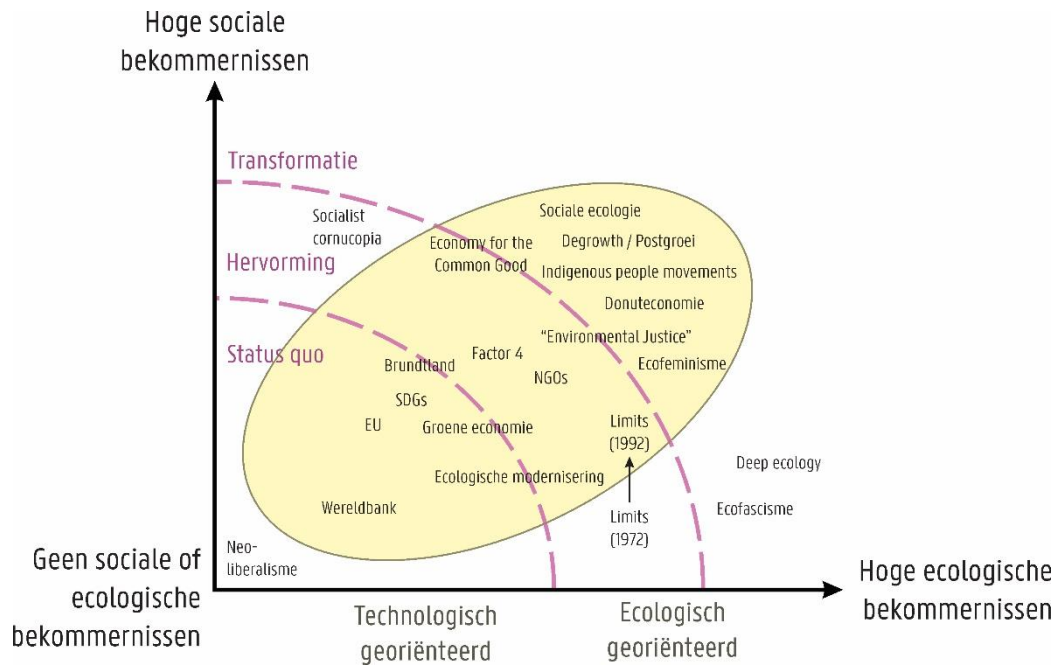 Hoge sociale
bekommernissen
Transformatie
Socialist
cornucopia
Sociale ecologie
Economy for the
Common Good
Degrowth / Postgroei
Hervorming
Indigenous people movements
Donuteconomie
"Environmental Justice"
Status quo
Factor 4
Brundtland
Ecofeminisme
NGOs
SDGs
EU
Groene economie
Limits
(1992)
Deep ecology
Ecologische modernisering
Wereldbank
Limits
(1972)
Ecofascisme
Neo-
liberalisme
Geen sociale of
ecologische
bekommernissen
Technologisch
georiënteerd
Ecologisch
georiënteerd
Hoge ecologische
bekommernissen